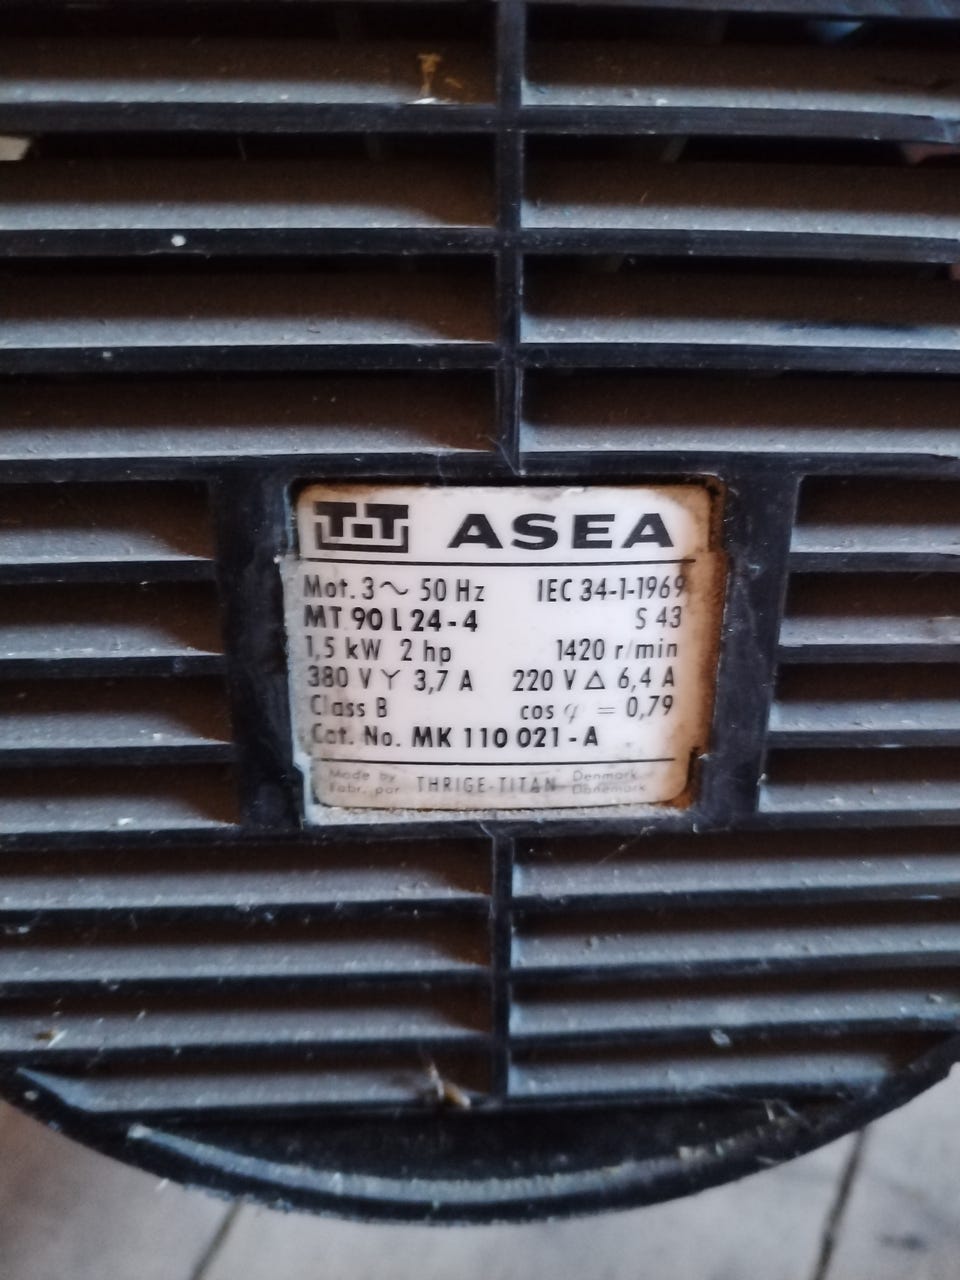 TT ASEA
Mot. 3~ 50 Hz IEC 34-1-1969
MT 90 L 24-4 S 43
1,5 kW 2 hp 1420 r/min
380 V Y 3,7 A 220 V Δ 6,4 A
Class B cos φ = 0,79
Cat. No. MK 110 021-A
Made by THRIGE-TITAN Denmark
Fabr. par Danemark